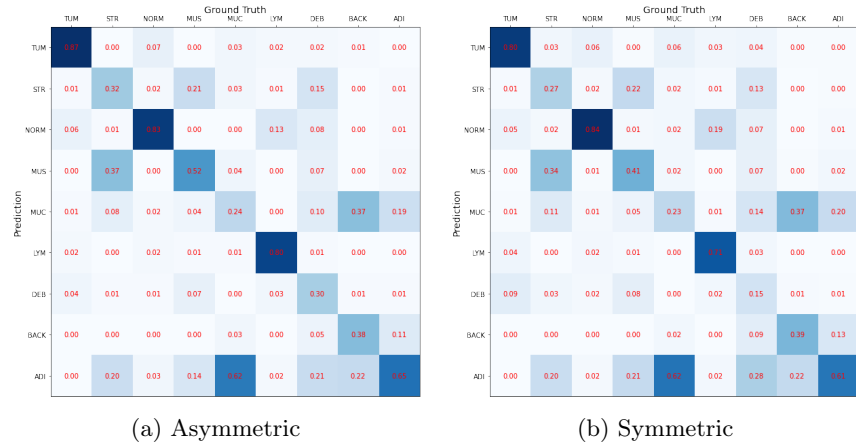 Ground Truth Ground Truth
TUM STR NORM MUS MUC LYM DEB BACK ADI TUM STR NORM MUS MUC LYM DEB BACK ADI
TUM 0.87 0.00 0.07 0.00 0.03 0.02 0.02 0.01 0.00 TUM 0.03 0.06 0.00 0.06 0.03 0.04 0.00 0.00
STR 0.01 0.32 0.02 0.21 0.03 0.01 0.15 0.00 0.01 STR 0.01 0.27 0.02 0.22 0.02 0.01 0.13 0.00 0.00
NORM 0.06 0.01 0.83 0.00 0.00 0.13 0.08 0.00 0.01 NORM 0.05 0.02 0.84 0.01 0.02 0.19 0.07 0.00 0.01
MUS 0.00 0.37 0.00 0.52 0.04 0.00 0.07 0.00 0.02 MUS 0.00 0.34 0.02 0.41 0.02 0.00 0.07 0.00 0.02
Prediction Prediction
MUC 0.01 0.08 0.02 0.04 0.24 0.00 0.10 0.37 0.19 MUC 0.01 0.11 0.01 0.05 0.23 0.01 0.14 0.37 0.20
LYM 0.02 0.00 0.02 0.01 0.01 0.01 0.00 0.00 LYM 0.04 0.00 0.02 0.01 0.00 0.03 0.00 0.00
DEB 0.04 0.01 0.01 0.07 0.00 0.03 0.30 0.01 0.01 DEB 0.09 0.03 0.02 0.08 0.00 0.02 0.15 0.01 0.01
BACK 0.00 0.00 0.00 0.00 0.03 0.00 0.05 0.38 0.11 BACK 0.00 0.00 0.00 0.00 0.02 0.00 0.09 0.39 0.13
ADI 0.00 0.20 0.03 0.14 0.62 0.02 0.21 0.22 0.65 ADI 0.00 0.20 0.02 0.21 0.62 0.02 0.28 0.22 0.61
(a) Asymmetric (b) Symmetric